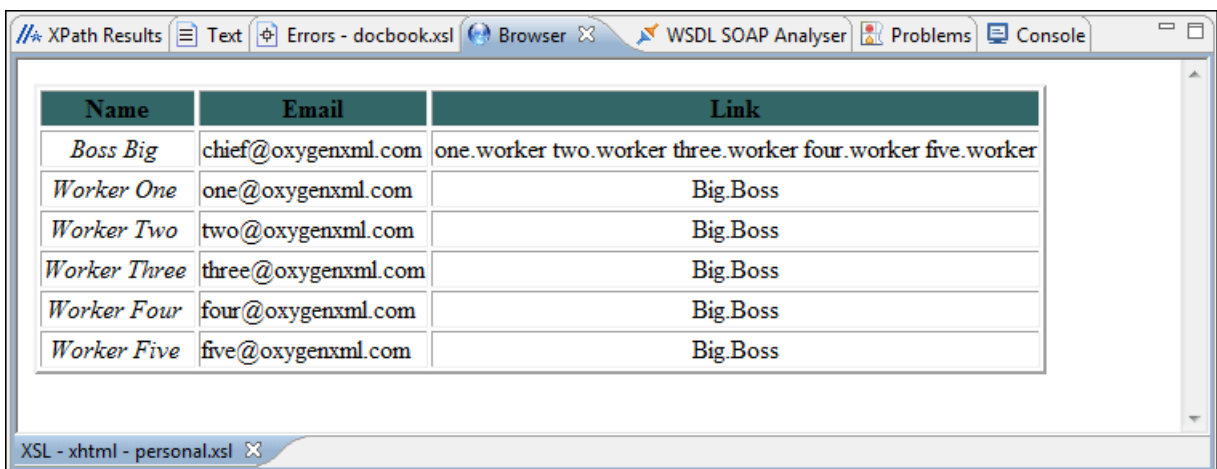 XPath Results Text Errors - docbook.xsl Browser WSDL SOAP Analyser Problems Console
Name Email Link
Boss Big chief@oxygenxml.com one.worker two.worker three.worker four.worker five.worker
Worker One one@oxygenxml.com Big.Boss
Worker Two two@oxygenxml.com Big.Boss
Worker Three three@oxygenxml.com Big.Boss
Worker Four four@oxygenxml.com Big.Boss
Worker Five five@oxygenxml.com Big.Boss
XSL - xhtml - personal.xsl